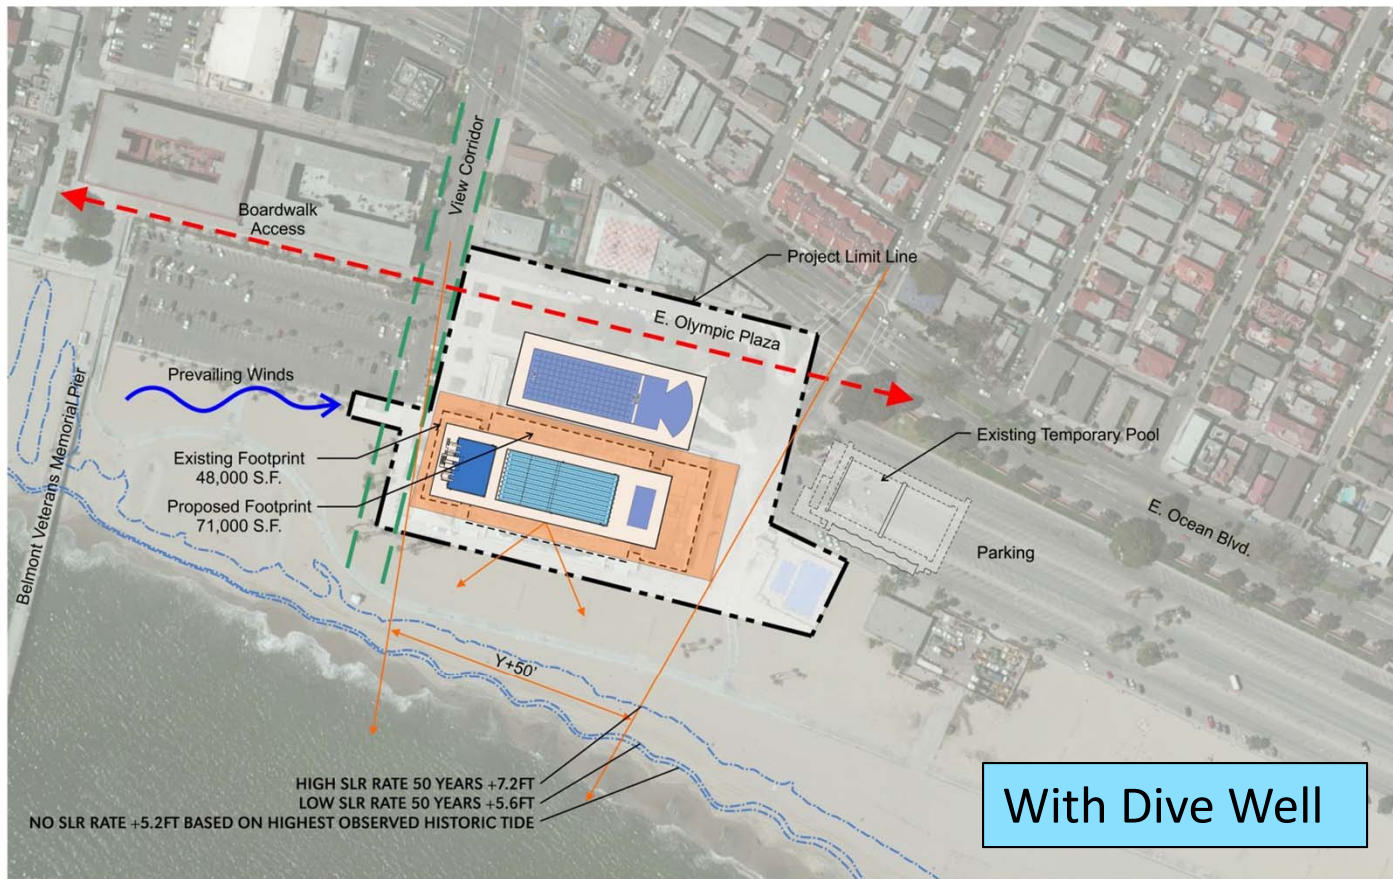 View Corridor
Boardwalk
Access
Project Limit Line
E. Olympic Plaza
Prevailing Winds
Belmont Veterans Memorial Pier
Existing Footprint
48,000 S.F.
Proposed Footprint
71,000 S.F.
Existing Temporary Pool
E. Ocean Blvd.
Parking
Y+50'
HIGH SLR RATE 50 YEARS +7.2FT
LOW SLR RATE 50 YEARS +5.6FT
NO SLR RATE +5.2FT BASED ON HIGHEST OBSERVED HISTORIC TIDE
With Dive Well